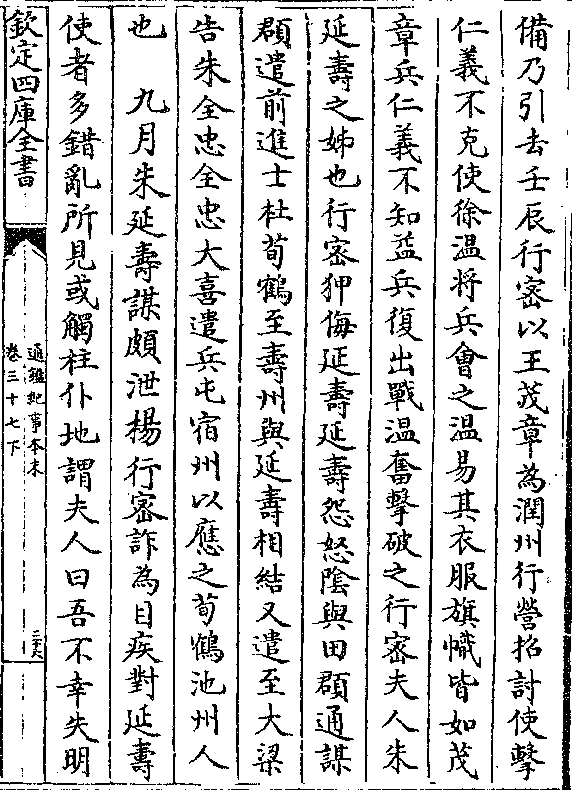 備乃引去壬辰行密以王茂章為潤州行營招討使擊
仁義不克使徐温将兵會之温易其衣服旗幟皆如茂
章兵仁義不知益兵復出戰温奮擊破之行密夫人朱
延壽之姊也行密狎侮延壽延壽怨怒隂與田頵通謀
頵遣前進士杜荀鶴至壽州與延壽相結又遣至大梁
告朱全忠全忠大喜遣兵屯宿州以應之荀鶴池州人
也　九月朱延壽謀頗泄楊行密詐為目疾對延壽
使者多錯亂所見或觸柱仆地謂夫人曰吾不幸失明
欽定四庫全書
通鑑紀事本末
卷三十七下
三六